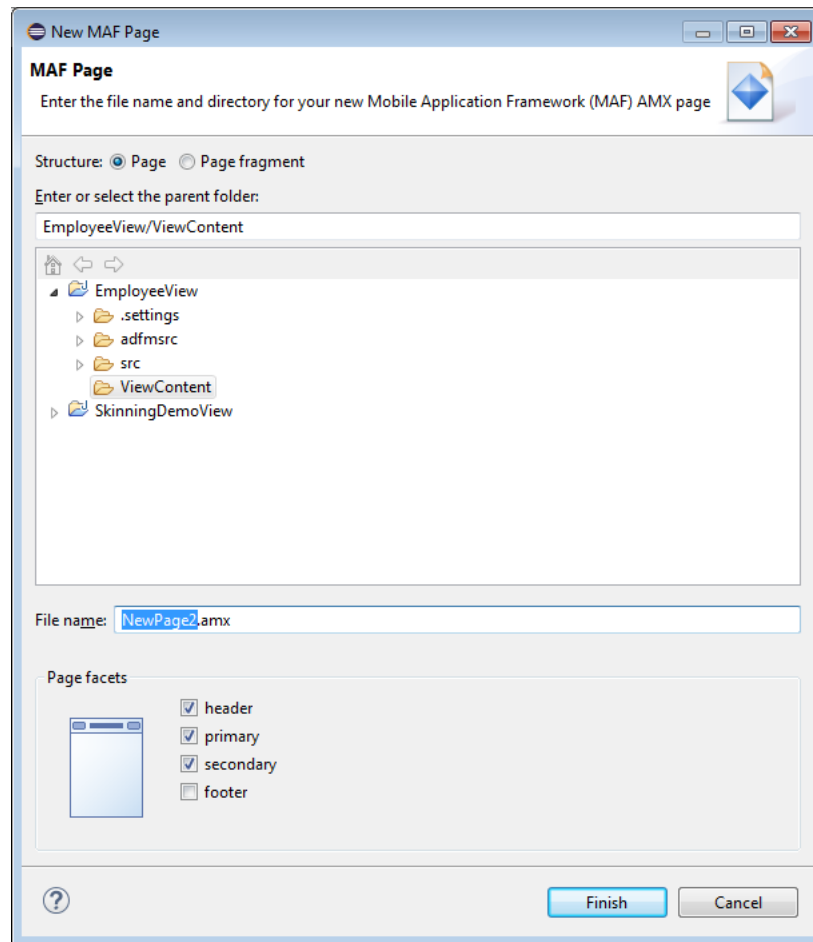 New MAF Page
MAF Page
Enter the file name and directory for your new Mobile Application Framework (MAF) AMX page
Structure: Page Page fragment
Enter or select the parent folder:
EmployeeView/ViewContent
EmployeeView
.settings
adfmsrc
src
ViewContent
SkinningDemoView
File name: NewPage2.amx
Page facets
header
primary
secondary
footer
? Finish Cancel